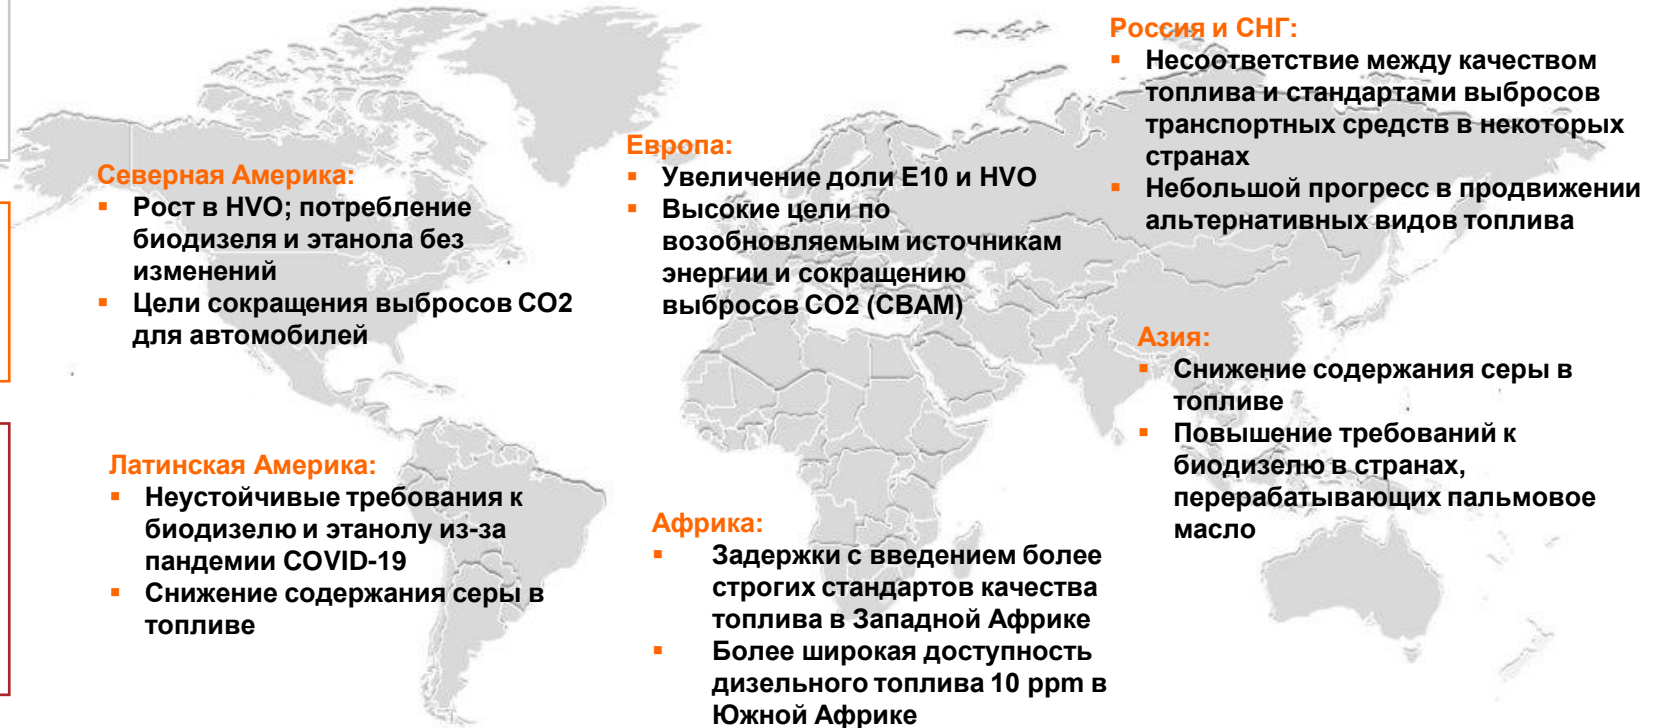 Северная Америка:
▪ Рост в HVO; потребление
биодизеля и этанола без
изменений
▪ Цели сокращения выбросов CO2
для автомобилей
Латинская Америка:
▪ Неустойчивые требования к
биодизелю и этанолу из-за
пандемии COVID-19
▪ Снижение содержания серы в
топливе
Европа:
▪ Увеличение доли E10 и HVO
▪ Высокие цели по
возобновляемым источникам
энергии и сокращению
выбросов CO2 (CBAM)
Африка:
▪ Задержки с введением более
строгих стандартов качества
топлива в Западной Африке
▪ Более широкая доступность
дизельного топлива 10 ppm в
Южной Африке
Россия и СНГ:
▪ Несоответствие между качеством
топлива и стандартами выбросов
транспортных средств в некоторых
странах
▪ Небольшой прогресс в продвижении
альтернативных видов топлива
Азия:
▪ Снижение содержания серы в
топливе
▪ Повышение требований к
биодизелю в странах,
перерабатывающих пальмовое
масло